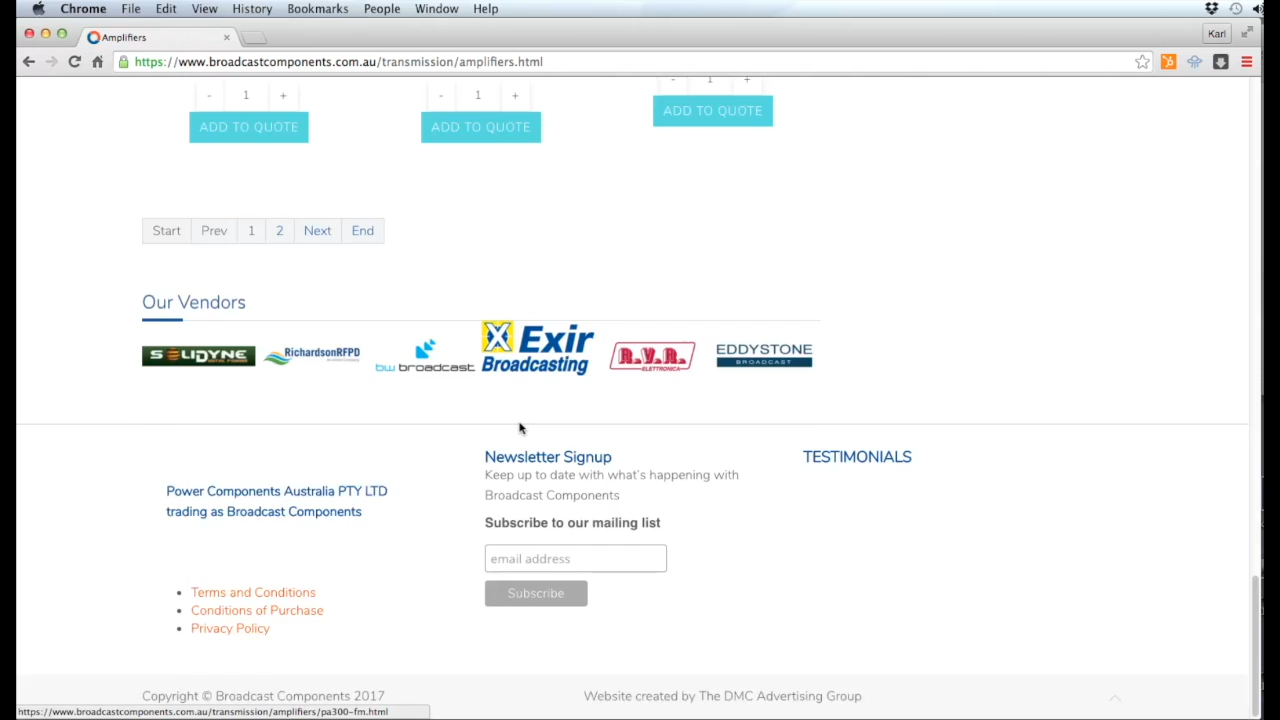 Chrome File Edit View History Bookmarks People Window Help
Amplifiers
Karl
https://www.broadcastcomponents.com.au/transmission/amplifiers.html
- 1 + - 1 + - 1 +
ADD TO QUOTE ADD TO QUOTE ADD TO QUOTE
Start Prev 1 2 Next End
Our Vendors
SOLIDYNE RichardsonRFPD bw broadcast Exir Broadcasting R.V.R. ELETTRONICA EDDYSTONE BROADCAST
Power Components Australia PTY LTD
trading as Broadcast Components
Terms and Conditions
Conditions of Purchase
Privacy Policy
Newsletter Signup
Keep up to date with what's happening with
Broadcast Components
Subscribe to our mailing list
email address
Subscribe
TESTIMONIALS
Copyright © Broadcast Components 2017 Website created by The DMC Advertising Group
https://www.broadcastcomponents.com.au/transmission/amplifiers/pa300-fm.html